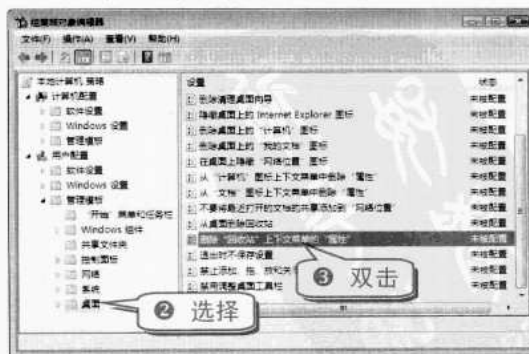 组策略对象编辑器
文件(F) 操作(A) 查看(V) 帮助(H)
本地计算机 策略
计算机配置
软件设置
Windows 设置
管理模板
用户配置
软件设置
Windows 设置
管理模板
"开始" 菜单和任务栏
Windows 组件
共享文件夹
控制面板
网络
系统
桌面
❷ 选择
设置 状态
删除清理桌面向导 未被配置
隐藏桌面上的 Internet Explorer 图标 未被配置
删除桌面上的 "计算机" 图标 未被配置
删除桌面上的 "我的文档" 图标 未被配置
在桌面上隐藏 "网络位置" 图标 未被配置
从 "计算机" 图标上下文菜单中删除 "属性" 未被配置
从 "文档" 图标上下文菜单中删除 "属性" 未被配置
不要将最近打开的文档的共享添加到 "网络位置" 未被配置
从桌面删除回收站 未被配置
删除 "回收站" 上下文菜单的 "属性" 未被配置
退出时不保存设置 未被配置
禁止添加、拖、放和关 未被配置
禁用调整桌面工具栏 未被配置
❸ 双击